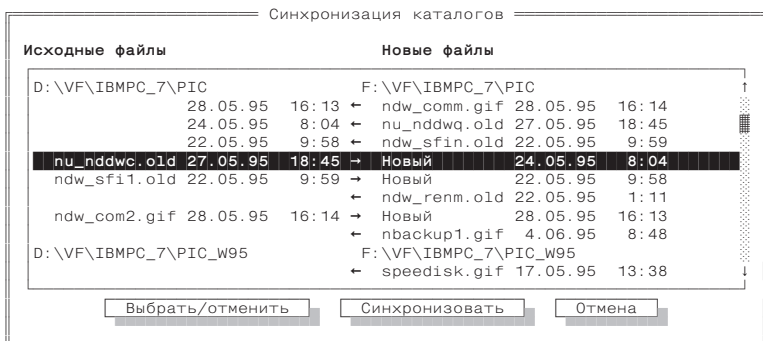 Синхронизация каталогов
Исходные файлы Новые файлы
D:\VF\IBMPC_7\PIC F:\VF\IBMPC_7\PIC
28.05.95 16:13 ← ndw_comm.gif 28.05.95 16:14
24.05.95 8:04 ← nu_nddwq.old 27.05.95 18:45
22.05.95 9:58 ← ndw_sfin.old 22.05.95 9:59
nu_nddwc.old 27.05.95 18:45 → Новый 24.05.95 8:04
ndw_sfi1.old 22.05.95 9:59 → Новый 22.05.95 9:58
← ndw_renm.old 22.05.95 1:11
ndw_com2.gif 28.05.95 16:14 → Новый 28.05.95 16:13
← nbackup1.gif 4.06.95 8:48
D:\VF\IBMPC_7\PIC_W95 F:\VF\IBMPC_7\PIC_W95
← speedisk.gif 17.05.95 13:38
Выбрать/отменить Синхронизовать Отмена